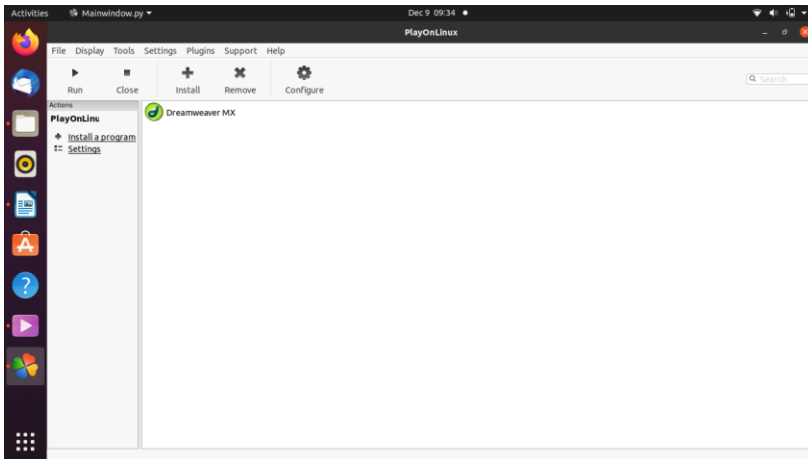 Activities
Mainwindow.py
Dec 9 09:34
PlayOnLinux
File Display Tools Settings Plugins Support Help
Run Close Install Remove Configure
Search
Actions
PlayOnLinu
Install a program
Settings
Dreamweaver MX